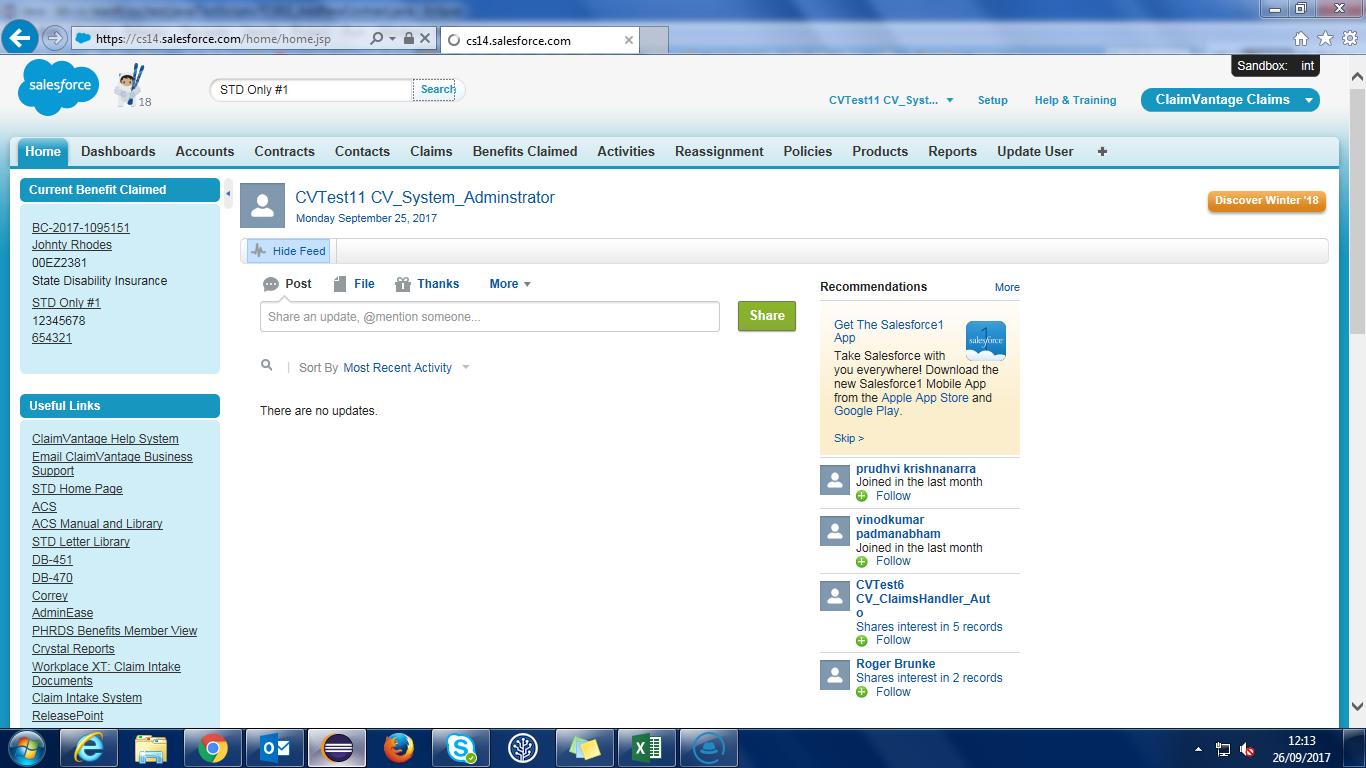 https://cs14.salesforce.com/home/home.jsp
cs14.salesforce.com
Sandbox: int
salesforce
18
STD Only #1
Search
CVTest11 CV_Syst...
Setup
Help & Training
ClaimVantage Claims
Home
Dashboards
Accounts
Contracts
Contacts
Claims
Benefits Claimed
Activities
Reassignment
Policies
Products
Reports
Update User
Current Benefit Claimed
BC-2017-1095151
Johnty Rhodes
00EZ2381
State Disability Insurance
STD Only #1
12345678
654321
Useful Links
ClaimVantage Help System
Email ClaimVantage Business
Support
STD Home Page
ACS
ACS Manual and Library
STD Letter Library
DB-451
DB-470
Correy
AdminEase
PHRDS Benefits Member View
Crystal Reports
Workplace XT: Claim Intake
Documents
Claim Intake System
ReleasePoint
CVTest11 CV_System_Adminstrator
Monday September 25, 2017
Discover Winter '18
Hide Feed
Post
File
Thanks
More
Share an update, @mention someone...
Share
Sort By Most Recent Activity
There are no updates.
Recommendations
More
Get The Salesforce1
App
salesforce
1
Take Salesforce with
you everywhere! Download the
new Salesforce1 Mobile App
from the Apple App Store and
Google Play.
Skip >
prudhvi krishnanarra
Joined in the last month
Follow
vinodkumar
padmanabham
Joined in the last month
Follow
CVTest6
CV_ClaimsHandler_Aut
o
Shares interest in 5 records
Follow
Roger Brunke
Shares interest in 2 records
Follow
12:13
26/09/2017